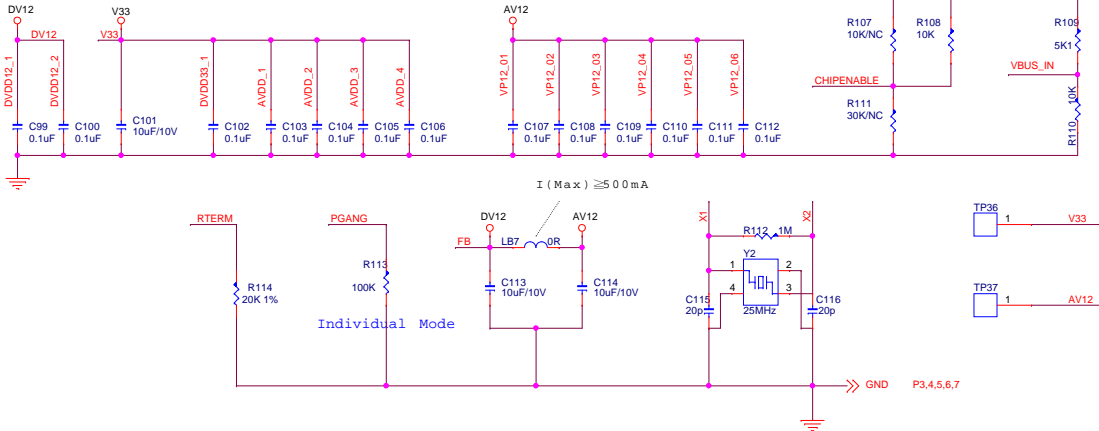 DV12
V33
AV12
DV12
V33
DVDD12_1
DVDD12_2
DVDD33_1
AVDD_1
AVDD_2
AVDD_3
AVDD_4
VP12_01
VP12_02
VP12_03
VP12_04
VP12_05
VP12_06
C99
0.1uF
C100
0.1uF
C101
10uF/10V
C102
0.1uF
C103
0.1uF
C104
0.1uF
C105
0.1uF
C106
0.1uF
C107
0.1uF
C108
0.1uF
C109
0.1uF
C110
0.1uF
C111
0.1uF
C112
0.1uF
R107
10K/NC
R108
10K
R109
5K1
VBUS_IN
CHIPENABLE
R111
30K/NC
R110
10K
I(Max)≧500mA
RTERM
R114
20K 1%
PGANG
R113
100K
Individual Mode
DV12
AV12
FB
LB7
0R
C113
10uF/10V
C114
10uF/10V
X1
X2
R112
1M
Y2
1
2
4
3
25MHz
C115
20p
C116
20p
GND P3,4,5,6,7
TP36
1
V33
TP37
1
AV12